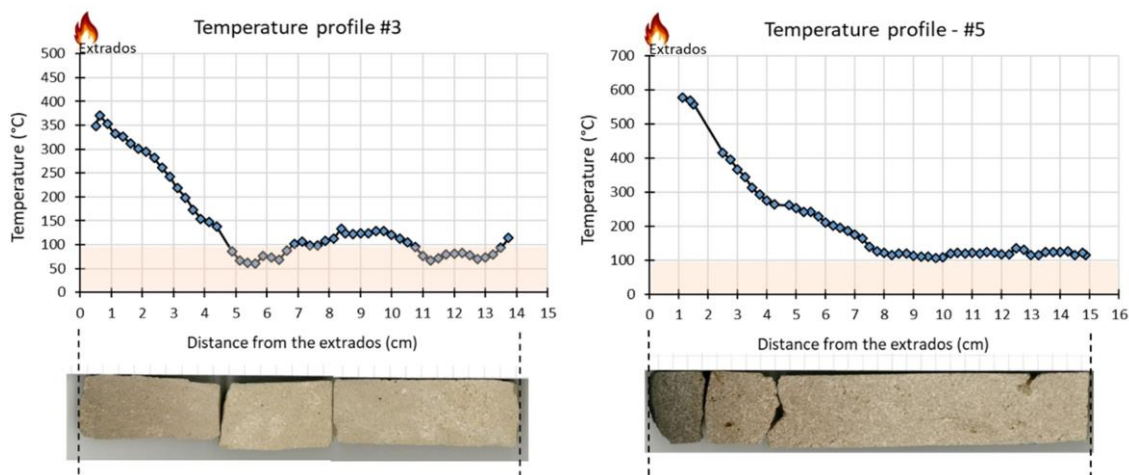 Temperature profile #3
Extrados
500
450
400
350
300
250
200
150
100
50
0
Temperature (°C)
0 1 2 3 4 5 6 7 8 9 10 11 12 13 14 15
Distance from the extrados (cm)
Temperature profile - #5
Extrados
700
600
500
400
300
200
100
0
Temperature (°C)
0 1 2 3 4 5 6 7 8 9 10 11 12 13 14 15 16
Distance from the extrados (cm)